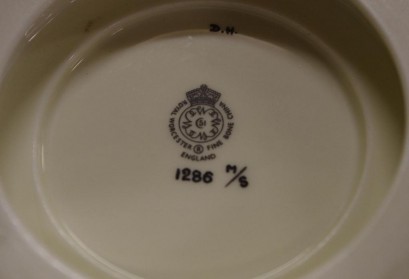 D.H.
ROYAL WORCESTER FINE BONE CHINA
ENGLAND
1286 M/S